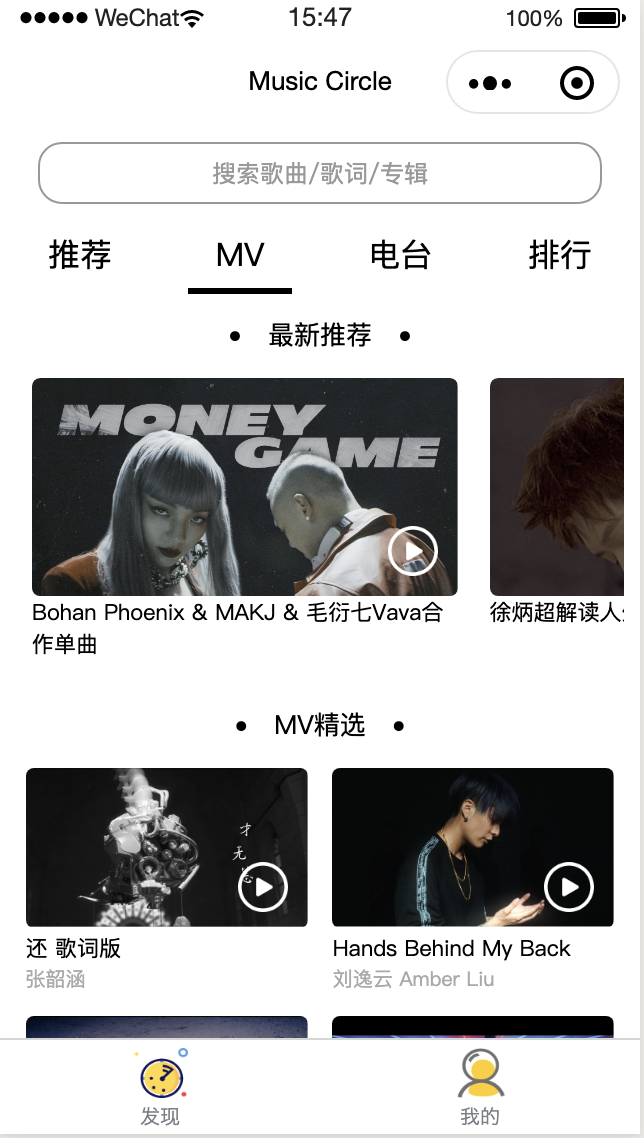 WeChat 15:47 100%
Music Circle
搜索歌曲/歌词/专辑
推荐 MV 电台 排行
最新推荐
MONEY
GAME
Bohan Phoenix & MAKJ & 毛衍七Vava合
作单曲
徐炳超解读人
MV精选
才
无
还 歌词版
张韶涵
Hands Behind My Back
刘逸云 Amber Liu
发现 我的